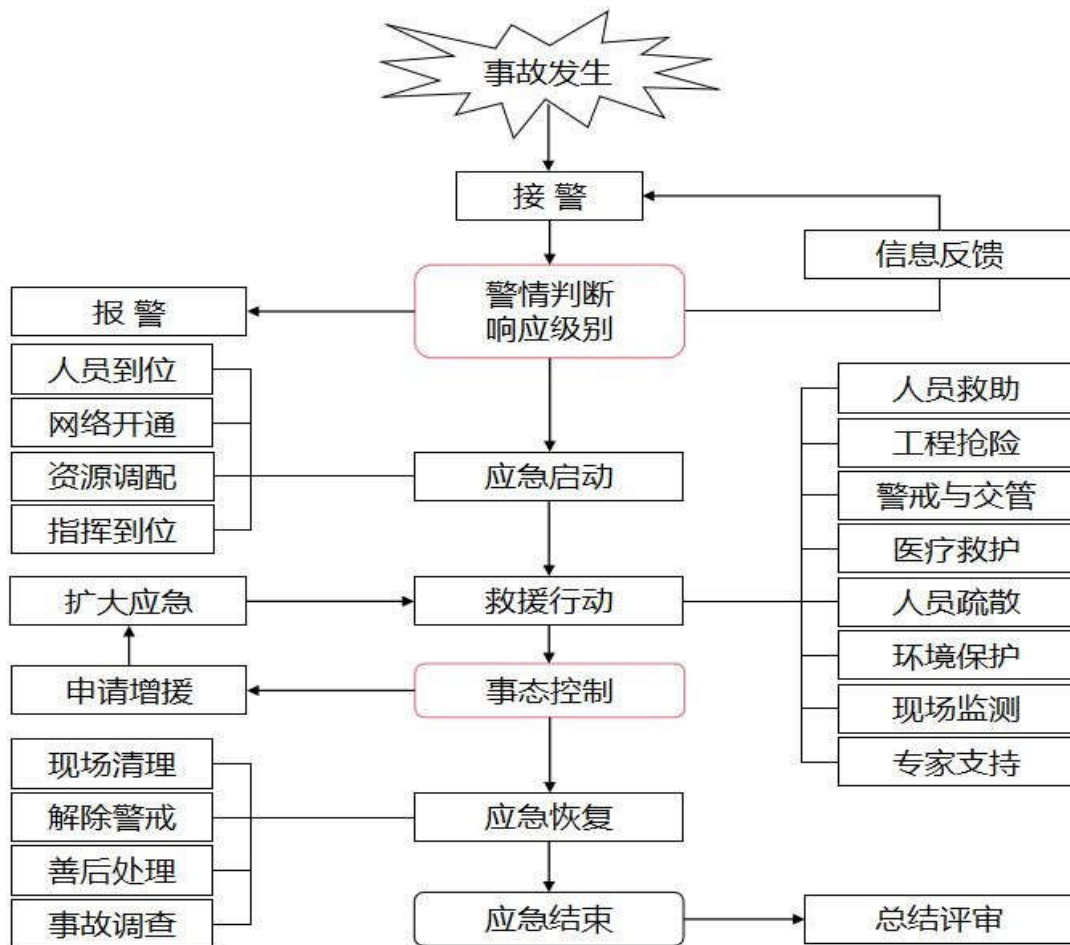 事故发生
接 警
信息反馈
警情判断
响应级别
报 警
人员到位
网络开通
资源调配
指挥到位
应急启动
人员救助
工程抢险
警戒与交管
医疗救护
人员疏散
环境保护
现场监测
专家支持
扩大应急
救援行动
申请增援
事态控制
现场清理
解除警戒
善后处理
事故调查
应急恢复
应急结束
总结评审